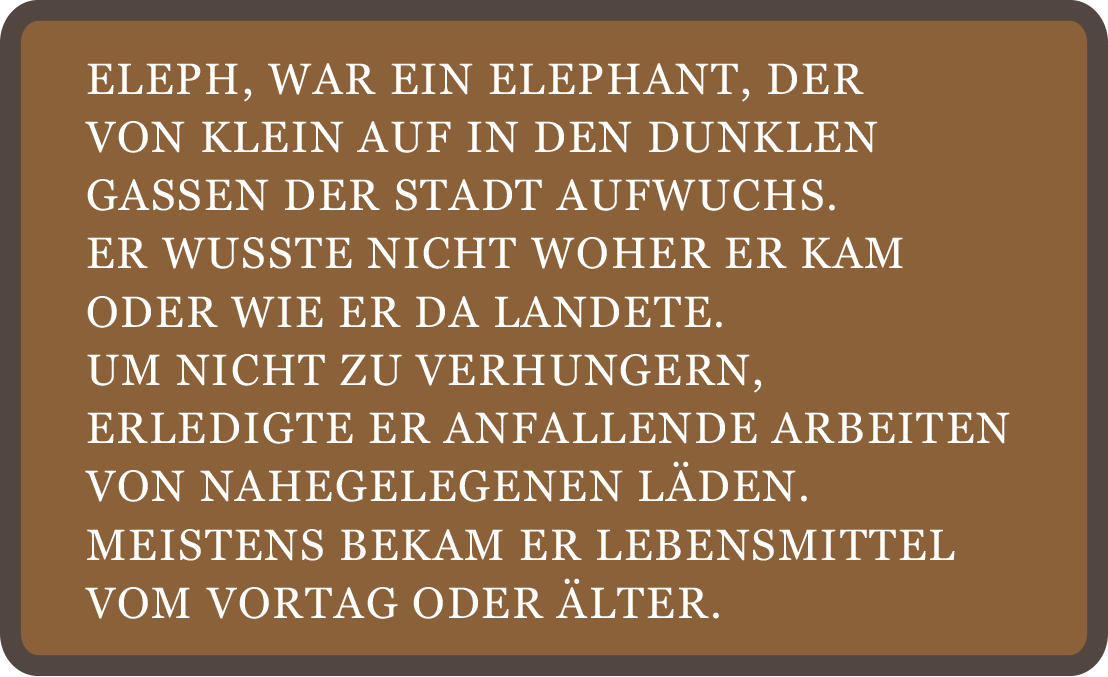 ELEPH, WAR EIN ELEPHANT, DER
VON KLEIN AUF IN DEN DUNKLEN
GASSEN DER STADT AUFWUCHS.
ER WUSSTE NICHT WOHER ER KAM
ODER WIE ER DA LANDETE.
UM NICHT ZU VERHUNGERN,
ERLEDIGTE ER ANFALLENDE ARBEITEN
VON NAHEGELEGENEN LÄDEN.
MEISTENS BEKAM ER LEBENSMITTEL
VOM VORTAG ODER ÄLTER.